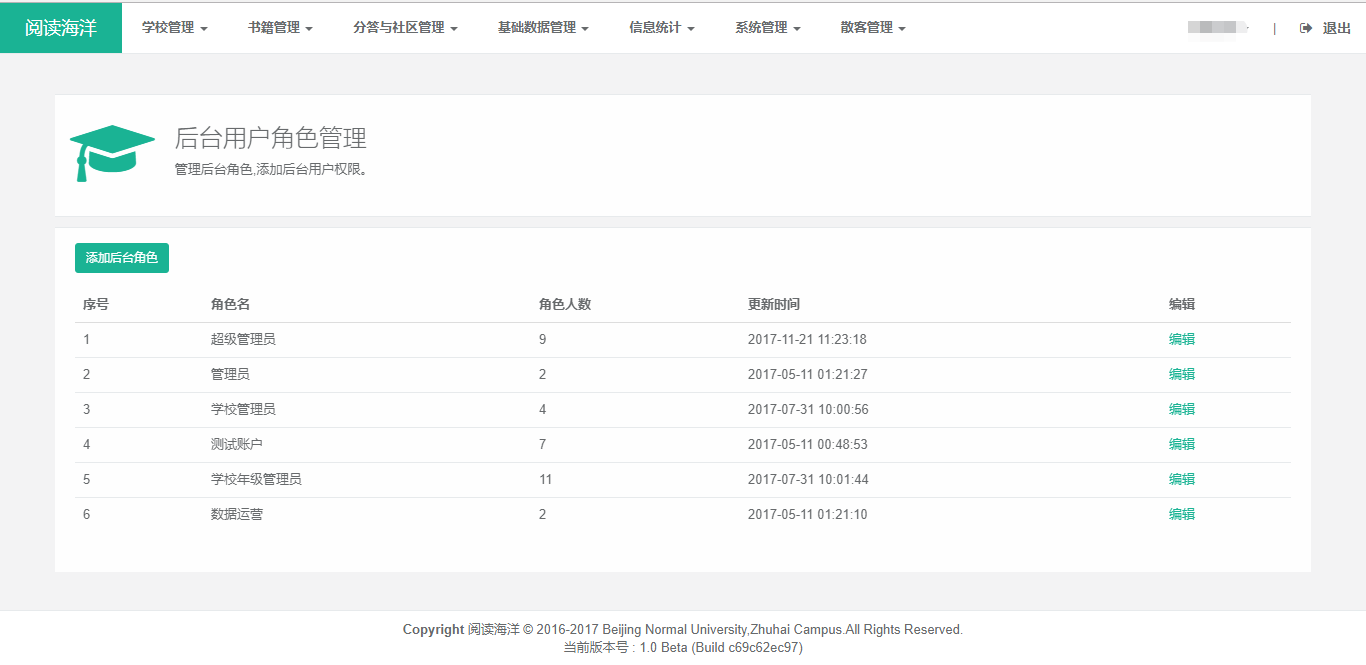 阅读海洋 学校管理 书籍管理 分答与社区管理 基础数据管理 信息统计 系统管理 散客管理 | 退出
后台用户角色管理
管理后台角色,添加后台用户权限。
添加后台角色
序号 角色名 角色人数 更新时间 编辑
1 超级管理员 9 2017-11-21 11:23:18 编辑
2 管理员 2 2017-05-11 01:21:27 编辑
3 学校管理员 4 2017-07-31 10:00:56 编辑
4 测试账户 7 2017-05-11 00:48:53 编辑
5 学校年级管理员 11 2017-07-31 10:01:44 编辑
6 数据运营 2 2017-05-11 01:21:10 编辑
Copyright 阅读海洋 © 2016-2017 Beijing Normal University,Zhuhai Campus.All Rights Reserved.
当前版本号 : 1.0 Beta (Build c69c62ec97)